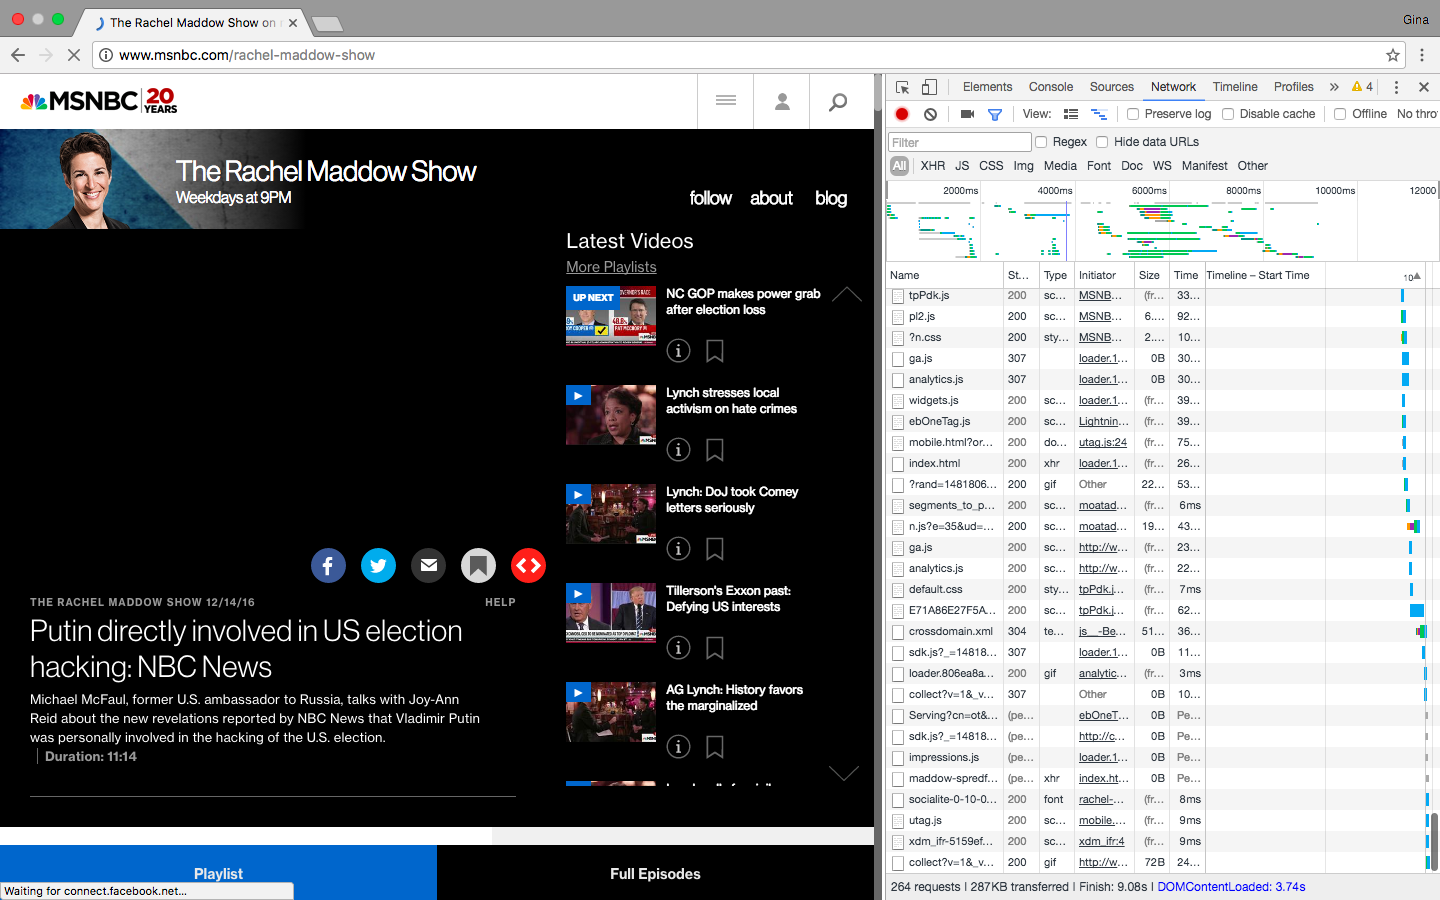 The Rachel Maddow Show on
Gina
www.msnbc.com/rachel-maddow-show
MSNBC 20 YEARS
The Rachel Maddow Show
Weekdays at 9PM
follow about blog
Latest Videos
More Playlists
UP NEXT
NC GOP makes power grab
after election loss
Lynch stresses local
activism on hate crimes
Lynch: DoJ took Comey
letters seriously
Tillerson's Exxon past:
Defying US interests
AG Lynch: History favors
the marginalized
THE RACHEL MADDOW SHOW 12/14/16
HELP
Putin directly involved in US election
hacking: NBC News
Michael McFaul, former U.S. ambassador to Russia, talks with Joy-Ann
Reid about the new revelations reported by NBC News that Vladimir Putin
was personally involved in the hacking of the U.S. election.
Duration: 11:14
Playlist
Full Episodes
Waiting for connect.facebook.net...
Elements Console Sources Network Timeline Profiles » 4
View: Preserve log Disable cache Offline No thro
Filter Regex Hide data URLs
All XHR JS CSS Img Media Font Doc WS Manifest Other
2000ms 4000ms 6000ms 8000ms 10000ms 12000
Name St... Type Initiator Size Time Timeline – Start Time 10
tpPdk.js 200 sc... MSNB... (fr... 33...
pl2.js 200 sc... MSNB... 6.... 92...
?n.css 200 sty... MSNB... 2.... 10...
ga.js 307 loader.1... 0B 30...
analytics.js 307 loader.1... 0B 30...
widgets.js 200 sc... loader.1... (fr... 39...
ebOneTag.js 200 sc... Lightnin... (fr... 39...
mobile.html?or... 200 do... utag.js:24 (fr... 75...
index.html 200 xhr loader.1... (fr... 26...
?rand=1481806... 200 gif Other 22... 53...
segments_to_p... 200 sc... moatad... (fr... 6ms
n.js?e=35&ud=... 200 sc... moatad... 19... 43...
ga.js 200 sc... http://w... (fr... 23...
analytics.js 200 sc... http://w... (fr... 22...
default.css 200 sty... tpPdk.j... (fr... 7ms
E71A86E27F5A... 200 sc... tpPdk.j... (fr... 62...
crossdomain.xml 304 te... js__-Be... 51... 36...
sdk.js?_=14818... 307 loader.1... 0B 11...
loader.806ea8a... 200 gif analytic... (fr... 3ms
collect?v=1&_v... 307 Other 0B 10...
Serving?cn=ot&... (pe... ebOneT... 0B Pe...
sdk.js?_=14818... (pe... http://c... 0B Pe...
impressions.js (pe... loader.1... 0B Pe...
maddow-spredf... (pe... xhr index.ht... 0B Pe...
socialite-0-10-0... 200 font rachel-... (fr... 8ms
utag.js 200 sc... mobile.... (fr... 9ms
xdm_ifr-5159ef... 200 sc... xdm_ifr:4 (fr... 9ms
collect?v=1&_v... 200 gif http://w... 72B 24...
264 requests | 287KB transferred | Finish: 9.08s | DOMContentLoaded: 3.74s